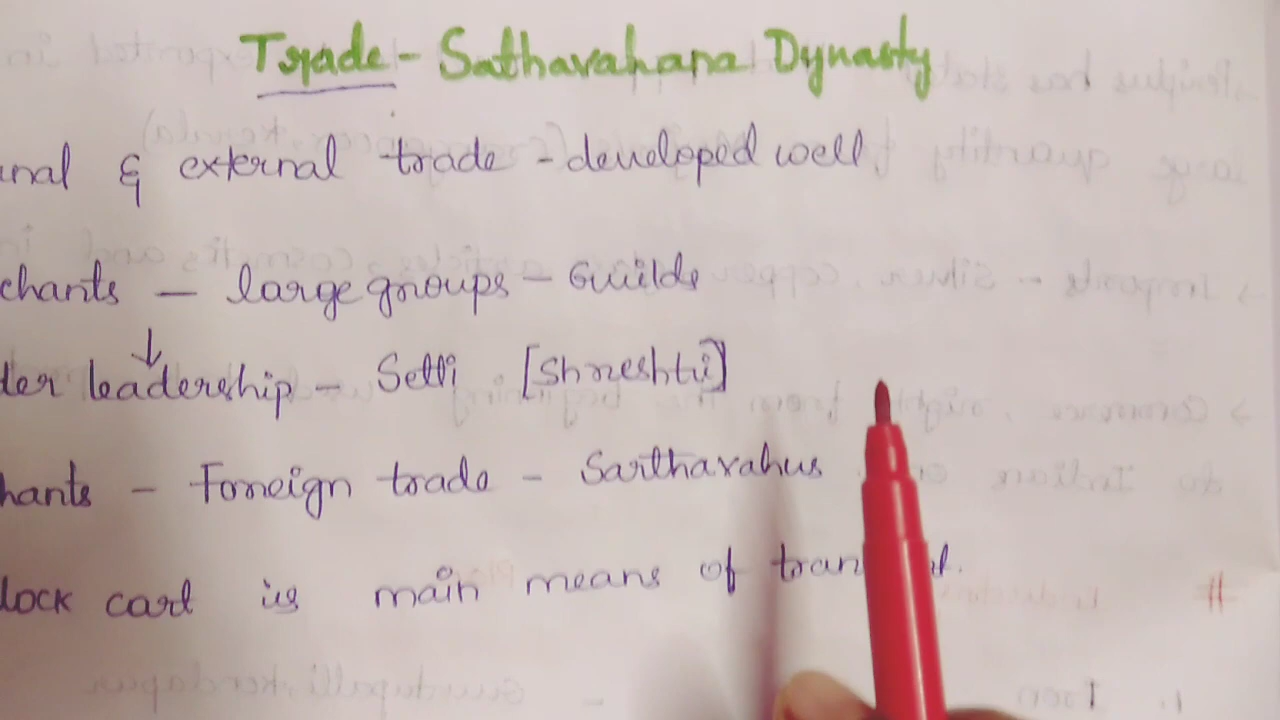 Trade - Sathavahana Dynasty
nal & external trade - developed well
chants - large groups - Guilds
der leadership - Setti [Shreshti]
hants - Foreign trade - Sarthavahus
lock cart is main means of